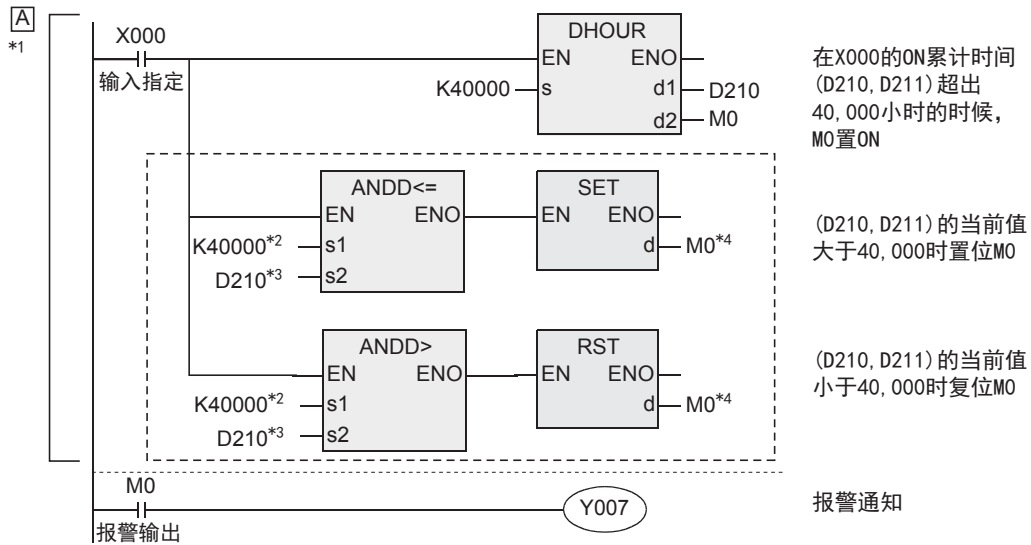 A
*1
X000
输入指定
DHOUR
EN ENO
K40000 s d1 D210
d2 M0
在X000的ON累计时间
(D210, D211)超出
40,000小时的时候，
M0置ON
ANDD<=
EN ENO
K40000*2 s1
D210*3 s2
SET
EN ENO
d M0*4
(D210, D211)的当前值
大于40,000时置位M0
ANDD>
EN ENO
K40000*2 s1
D210*3 s2
RST
EN ENO
d M0*4
(D210, D211)的当前值
小于40,000时复位M0
M0
报警输出
Y007
报警通知